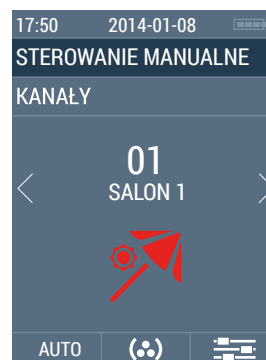 17:50 2014-01-08
STEROWANIE MANUALNE
KANAŁY
01
SALON 1
AUTO